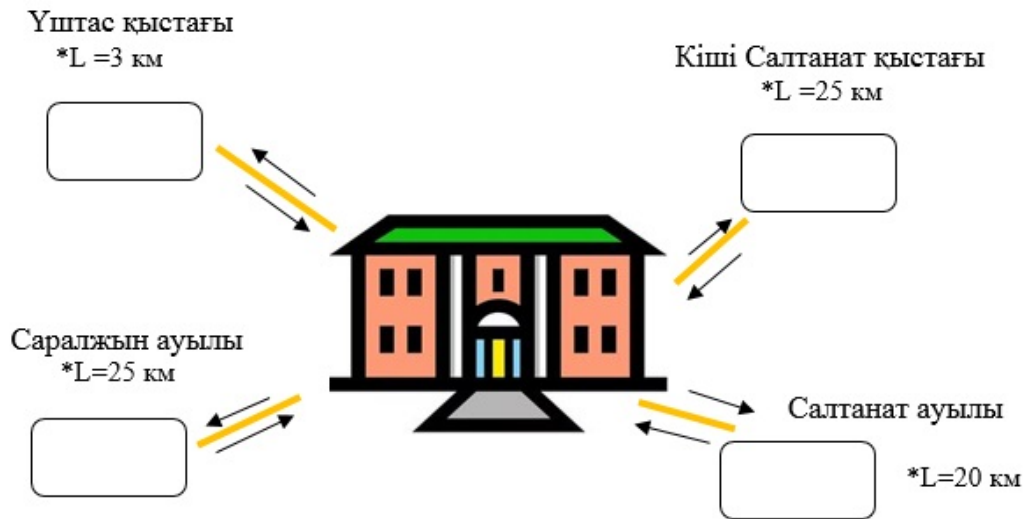 Үштас қыстағы
*L =3 км
Кіші Салтанат қыстағы
*L =25 км
Саралжын ауылы
*L=25 км
Салтанат ауылы
*L=20 км